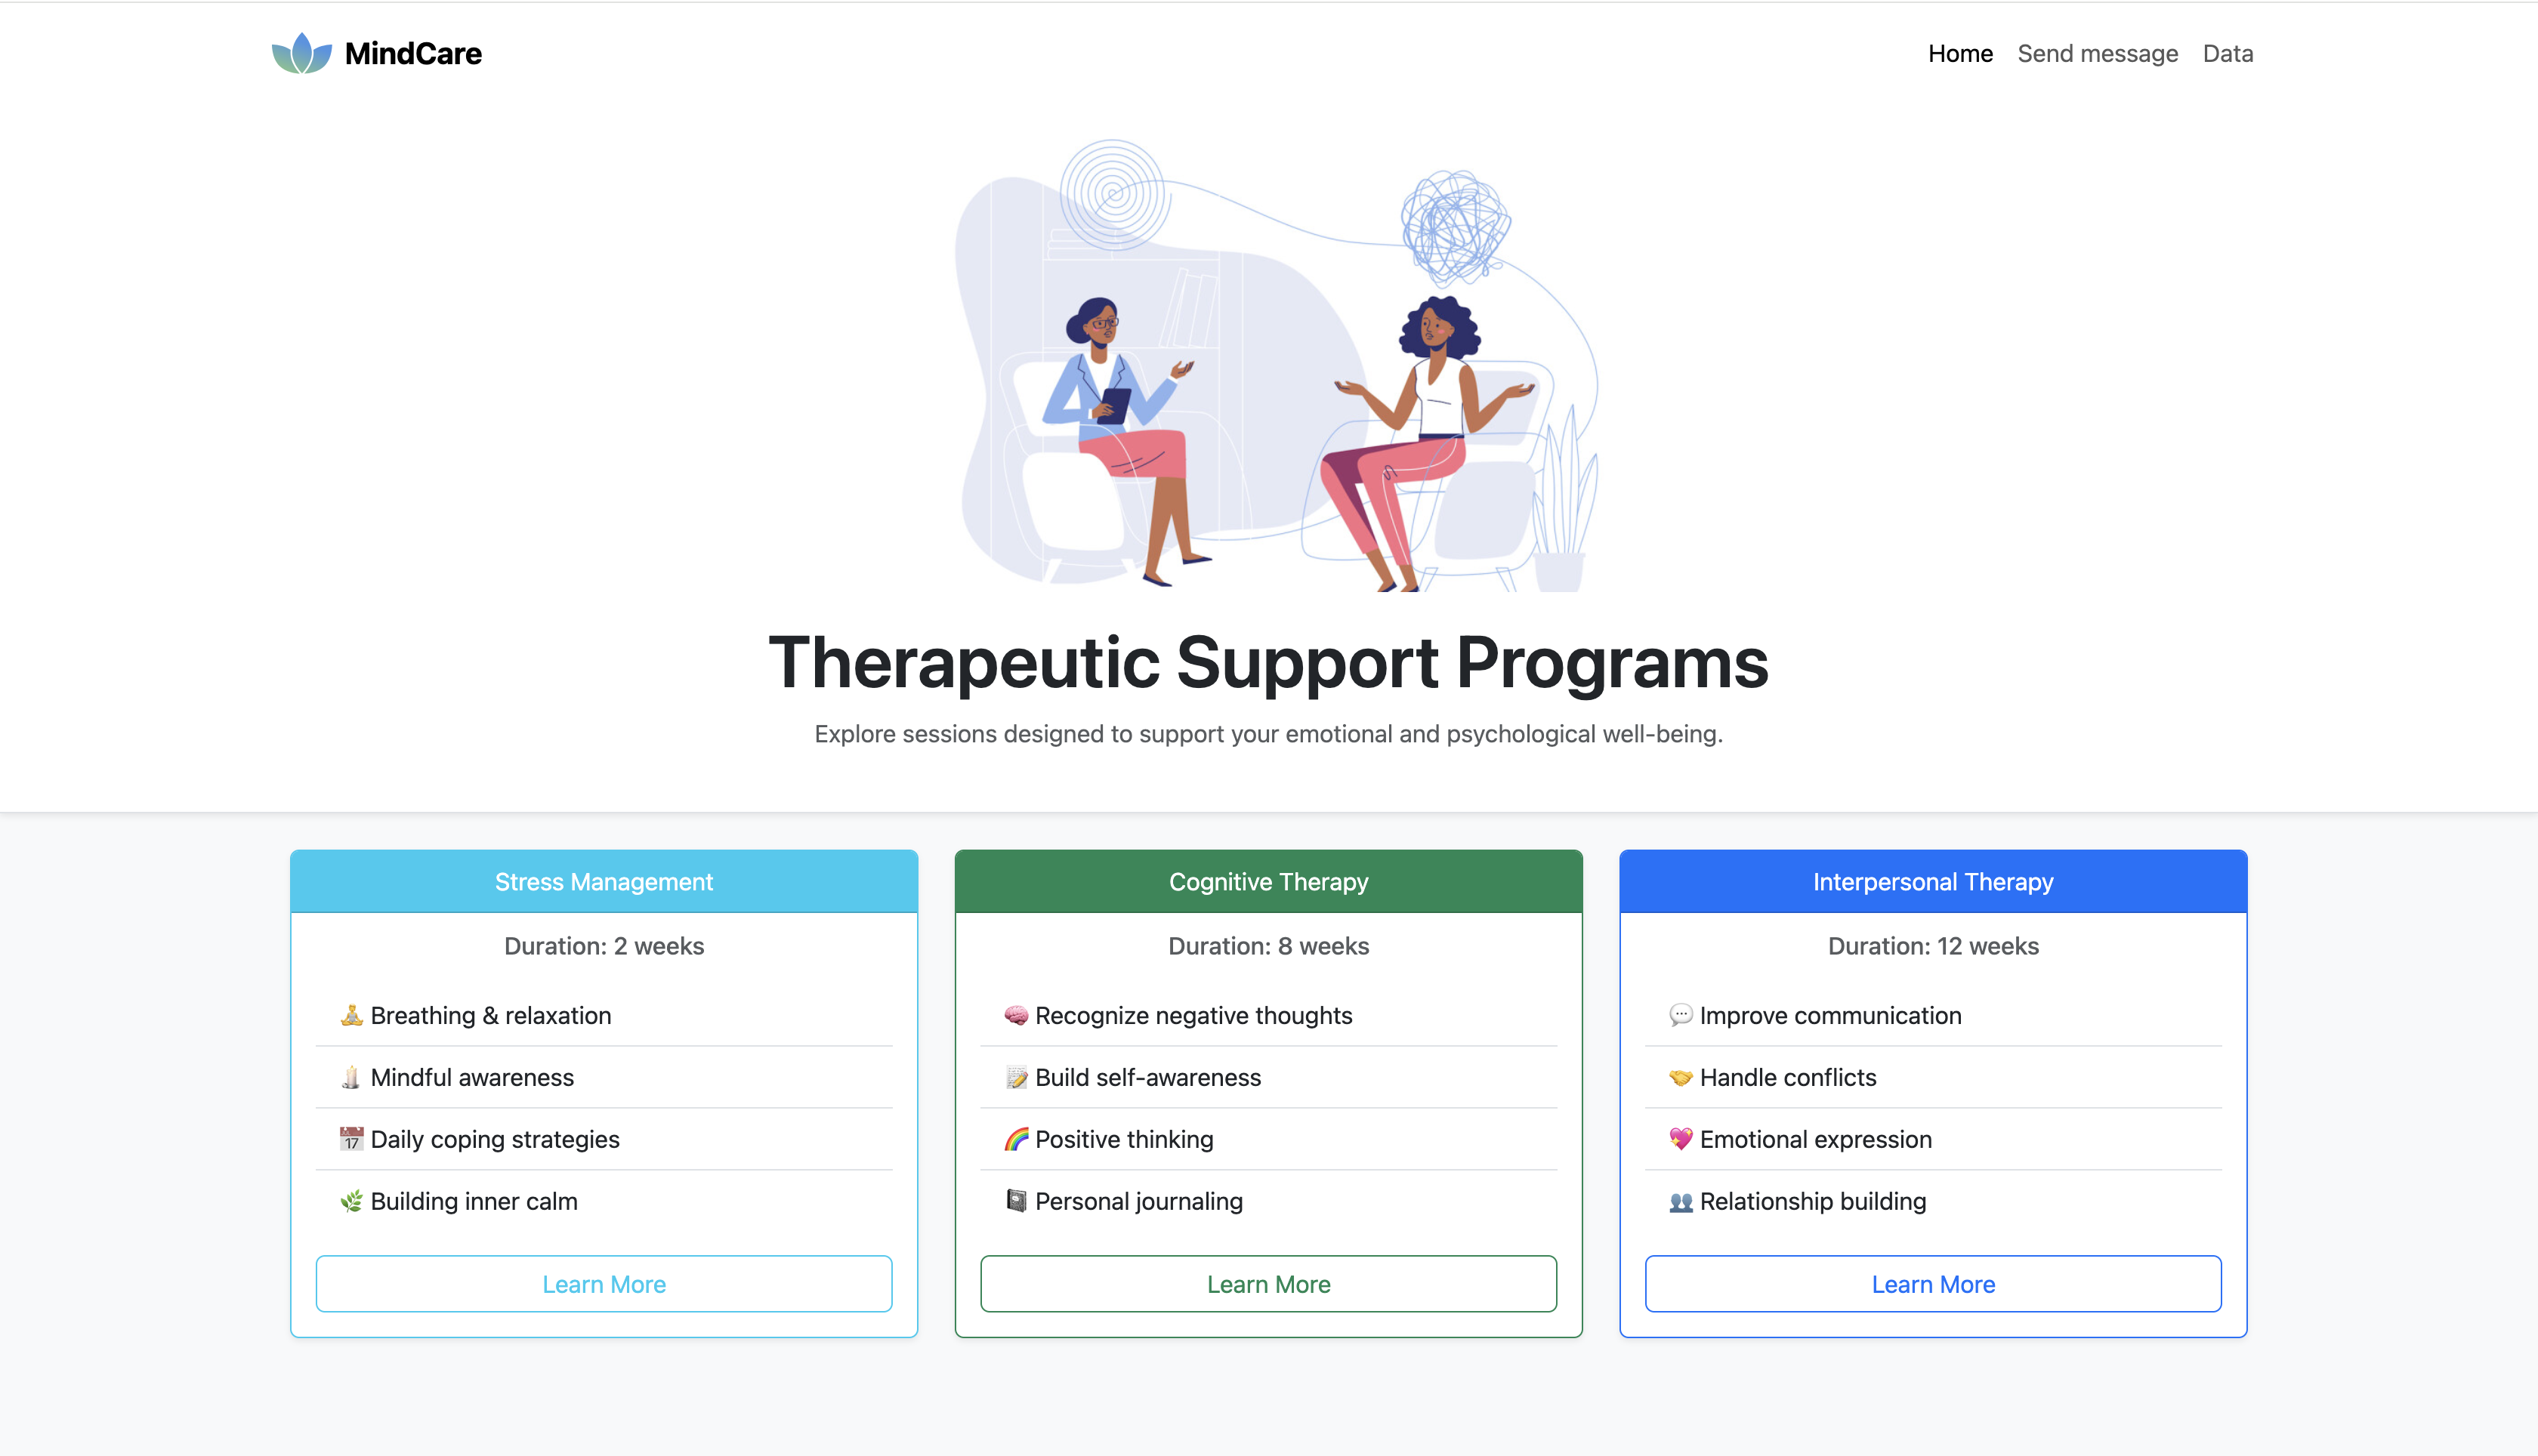 MindCare
Home Send message Data
Therapeutic Support Programs
Explore sessions designed to support your emotional and psychological well-being.
Stress Management
Duration: 2 weeks
Breathing & relaxation
Mindful awareness
17 Daily coping strategies
Building inner calm
Learn More
Cognitive Therapy
Duration: 8 weeks
Recognize negative thoughts
Build self-awareness
Positive thinking
Personal journaling
Learn More
Interpersonal Therapy
Duration: 12 weeks
Improve communication
Handle conflicts
Emotional expression
Relationship building
Learn More